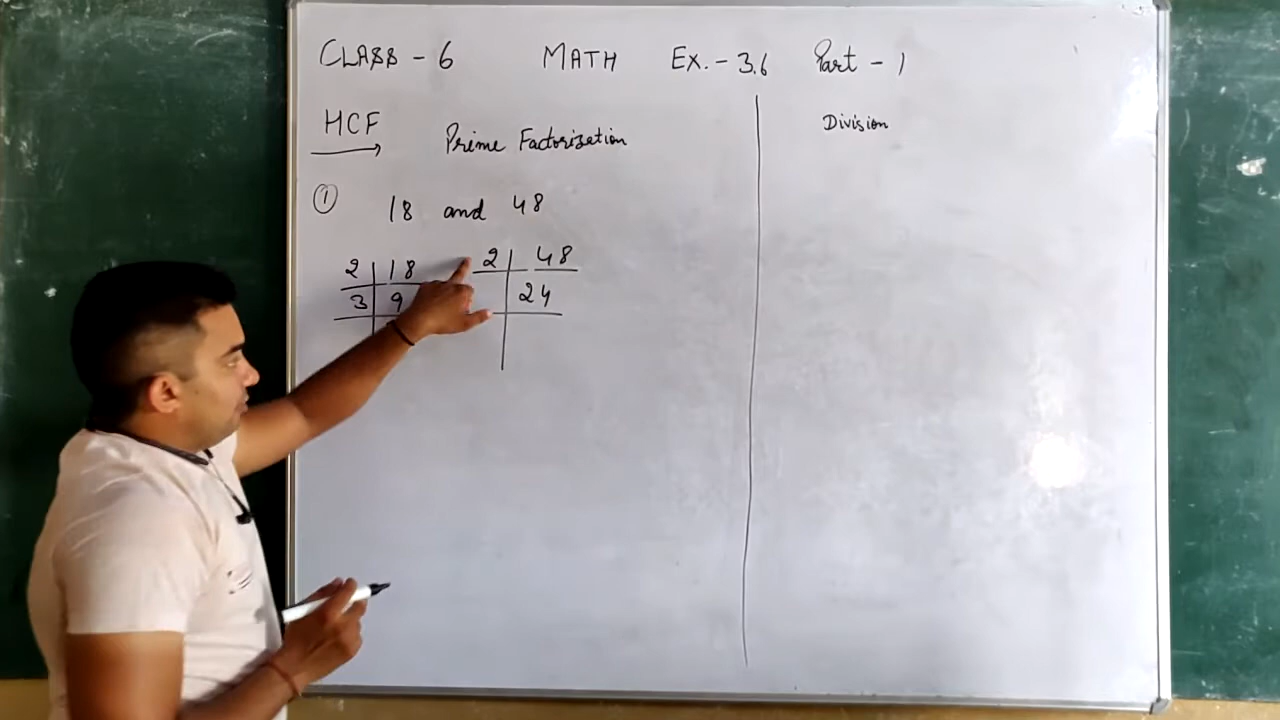 CLASS - 6 MATH EX. - 3.6 Part - 1
HCF Prime Factorization Division
① 18 and 48
2 18 2 48
3 9 24